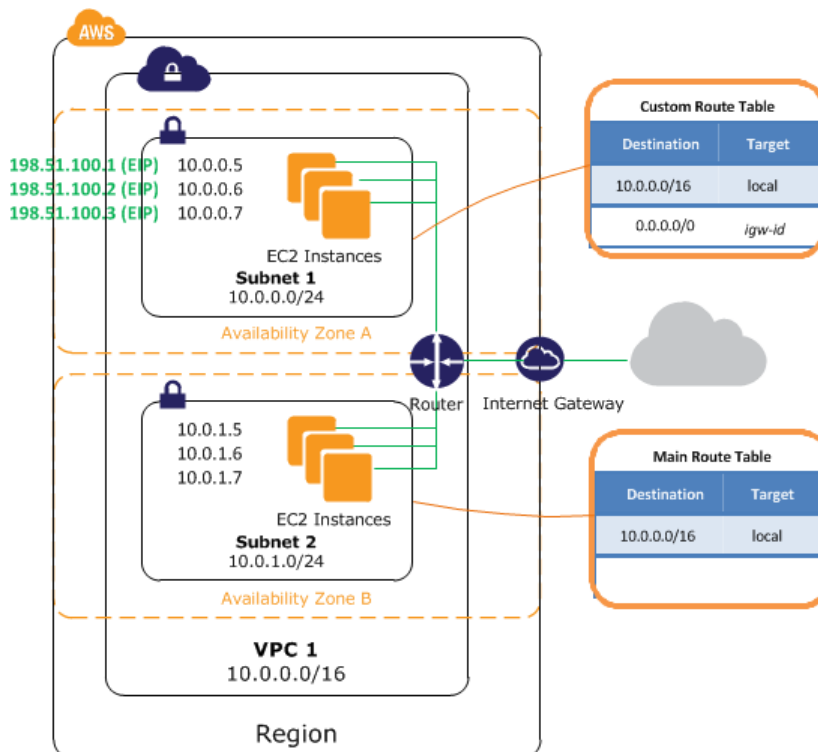 AWS
198.51.100.1 (EIP) 10.0.0.5
198.51.100.2 (EIP) 10.0.0.6
198.51.100.3 (EIP) 10.0.0.7
EC2 Instances
Subnet 1
10.0.0.0/24
Availability Zone A
Custom Route Table
Destination Target
10.0.0.0/16 local
0.0.0.0/0 igw-id
Router
Internet Gateway
10.0.1.5
10.0.1.6
10.0.1.7
EC2 Instances
Subnet 2
10.0.1.0/24
Availability Zone B
Main Route Table
Destination Target
10.0.0.0/16 local
VPC 1
10.0.0.0/16
Region